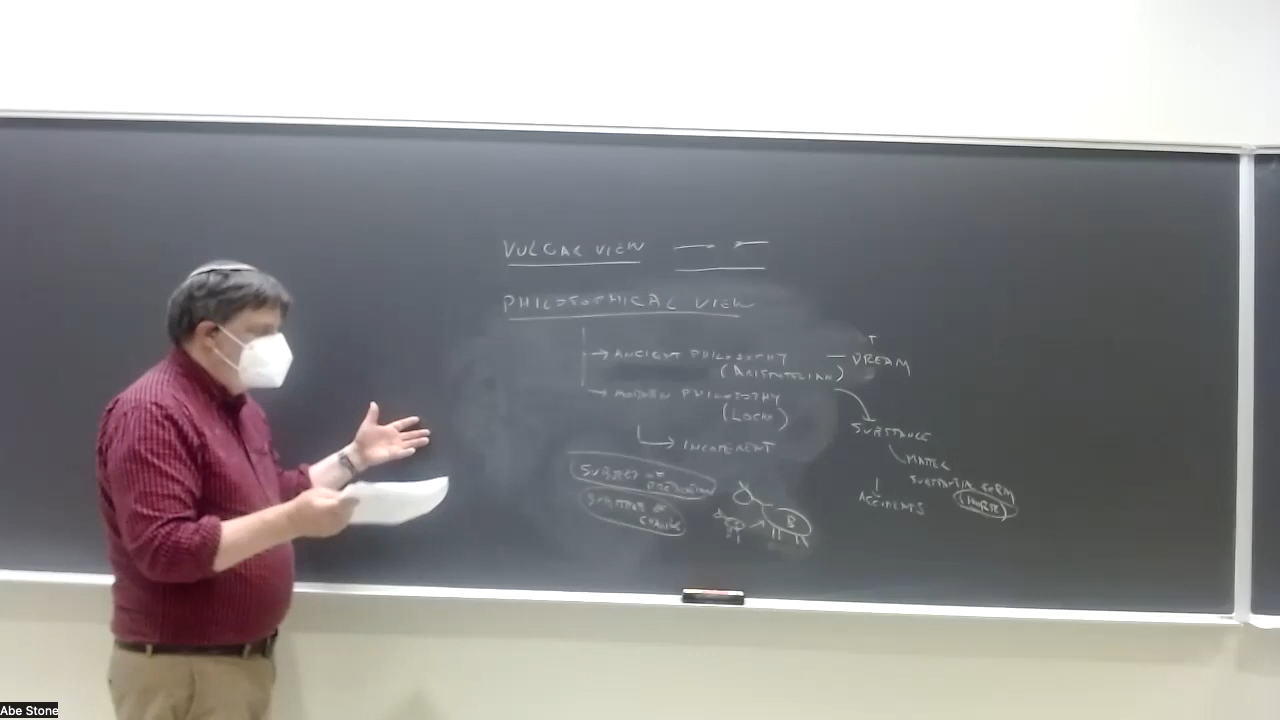 VULGAR VIEW
PHILOSOPHICAL VIEW
ANCIENT PHILOSOPHY
(ARISTOTELIAN)
DREAM
MODERN PHILOSOPHY
(LOCKE)
INCOHERENT
SUBSTANCE
MATTER
SUBSTANTIAL FORM
(HORSE)
ACCIDENTS
SUBJECT OF
PREDICATION
SUBSTRATE OF
CHANGE
B
Abe Stone